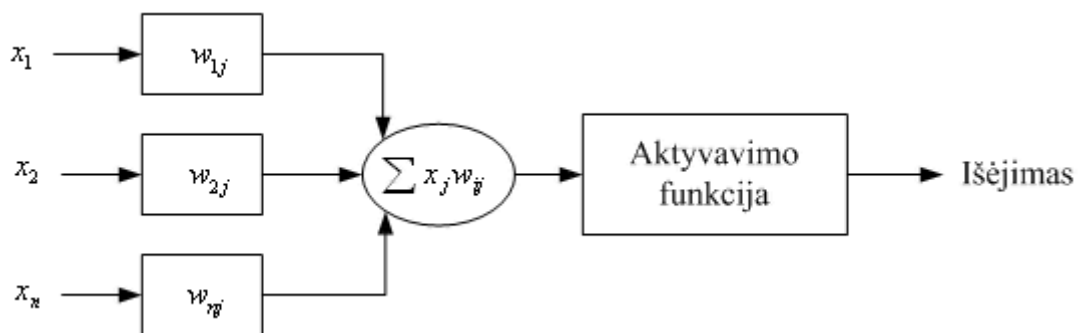 x₁ w₁ⱼ
x₂ w₂ⱼ ∑ xⱼwᵢⱼ Aktyvavimo
funkcija Išėjimas
xₙ wₙⱼ